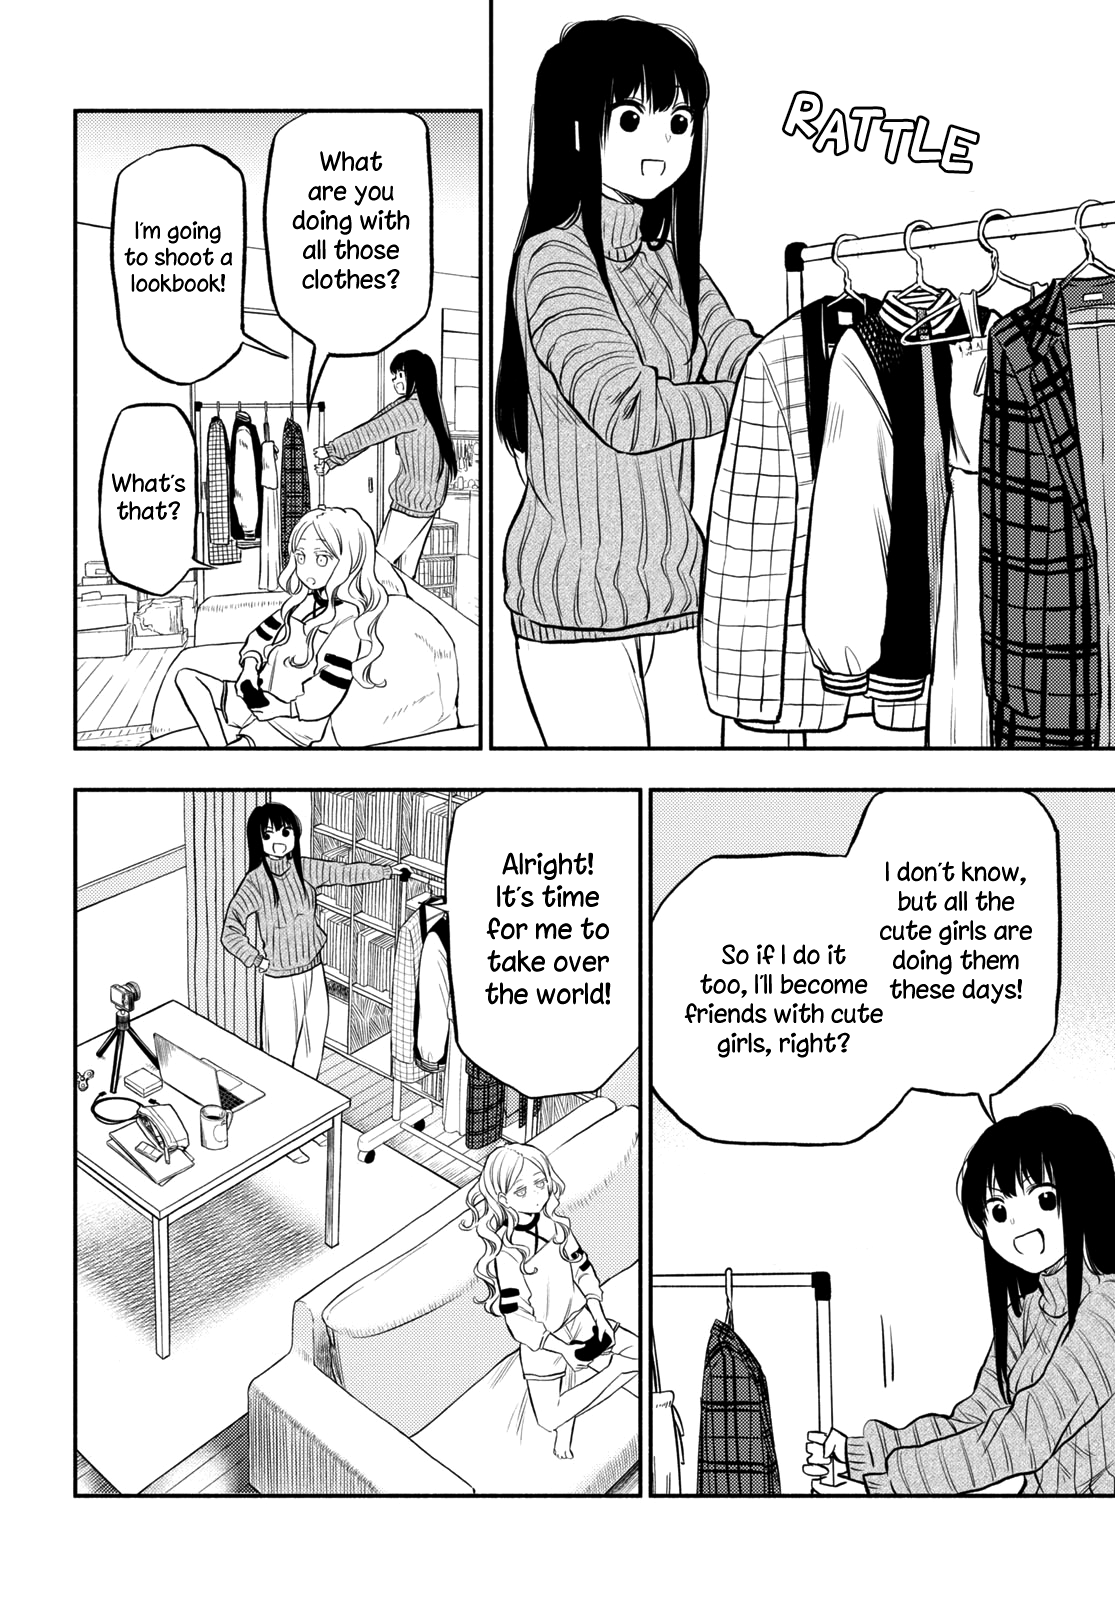 RATTLE
What
are you
doing with
all those
clothes?
I'm going
to shoot a
lookbook!
What's
that?
I don't know,
but all the
cute girls are
doing them
these days!
So if I do it
too, I'll become
friends with cute
girls, right?
Alright!
It's time
for me to
take over
the world!